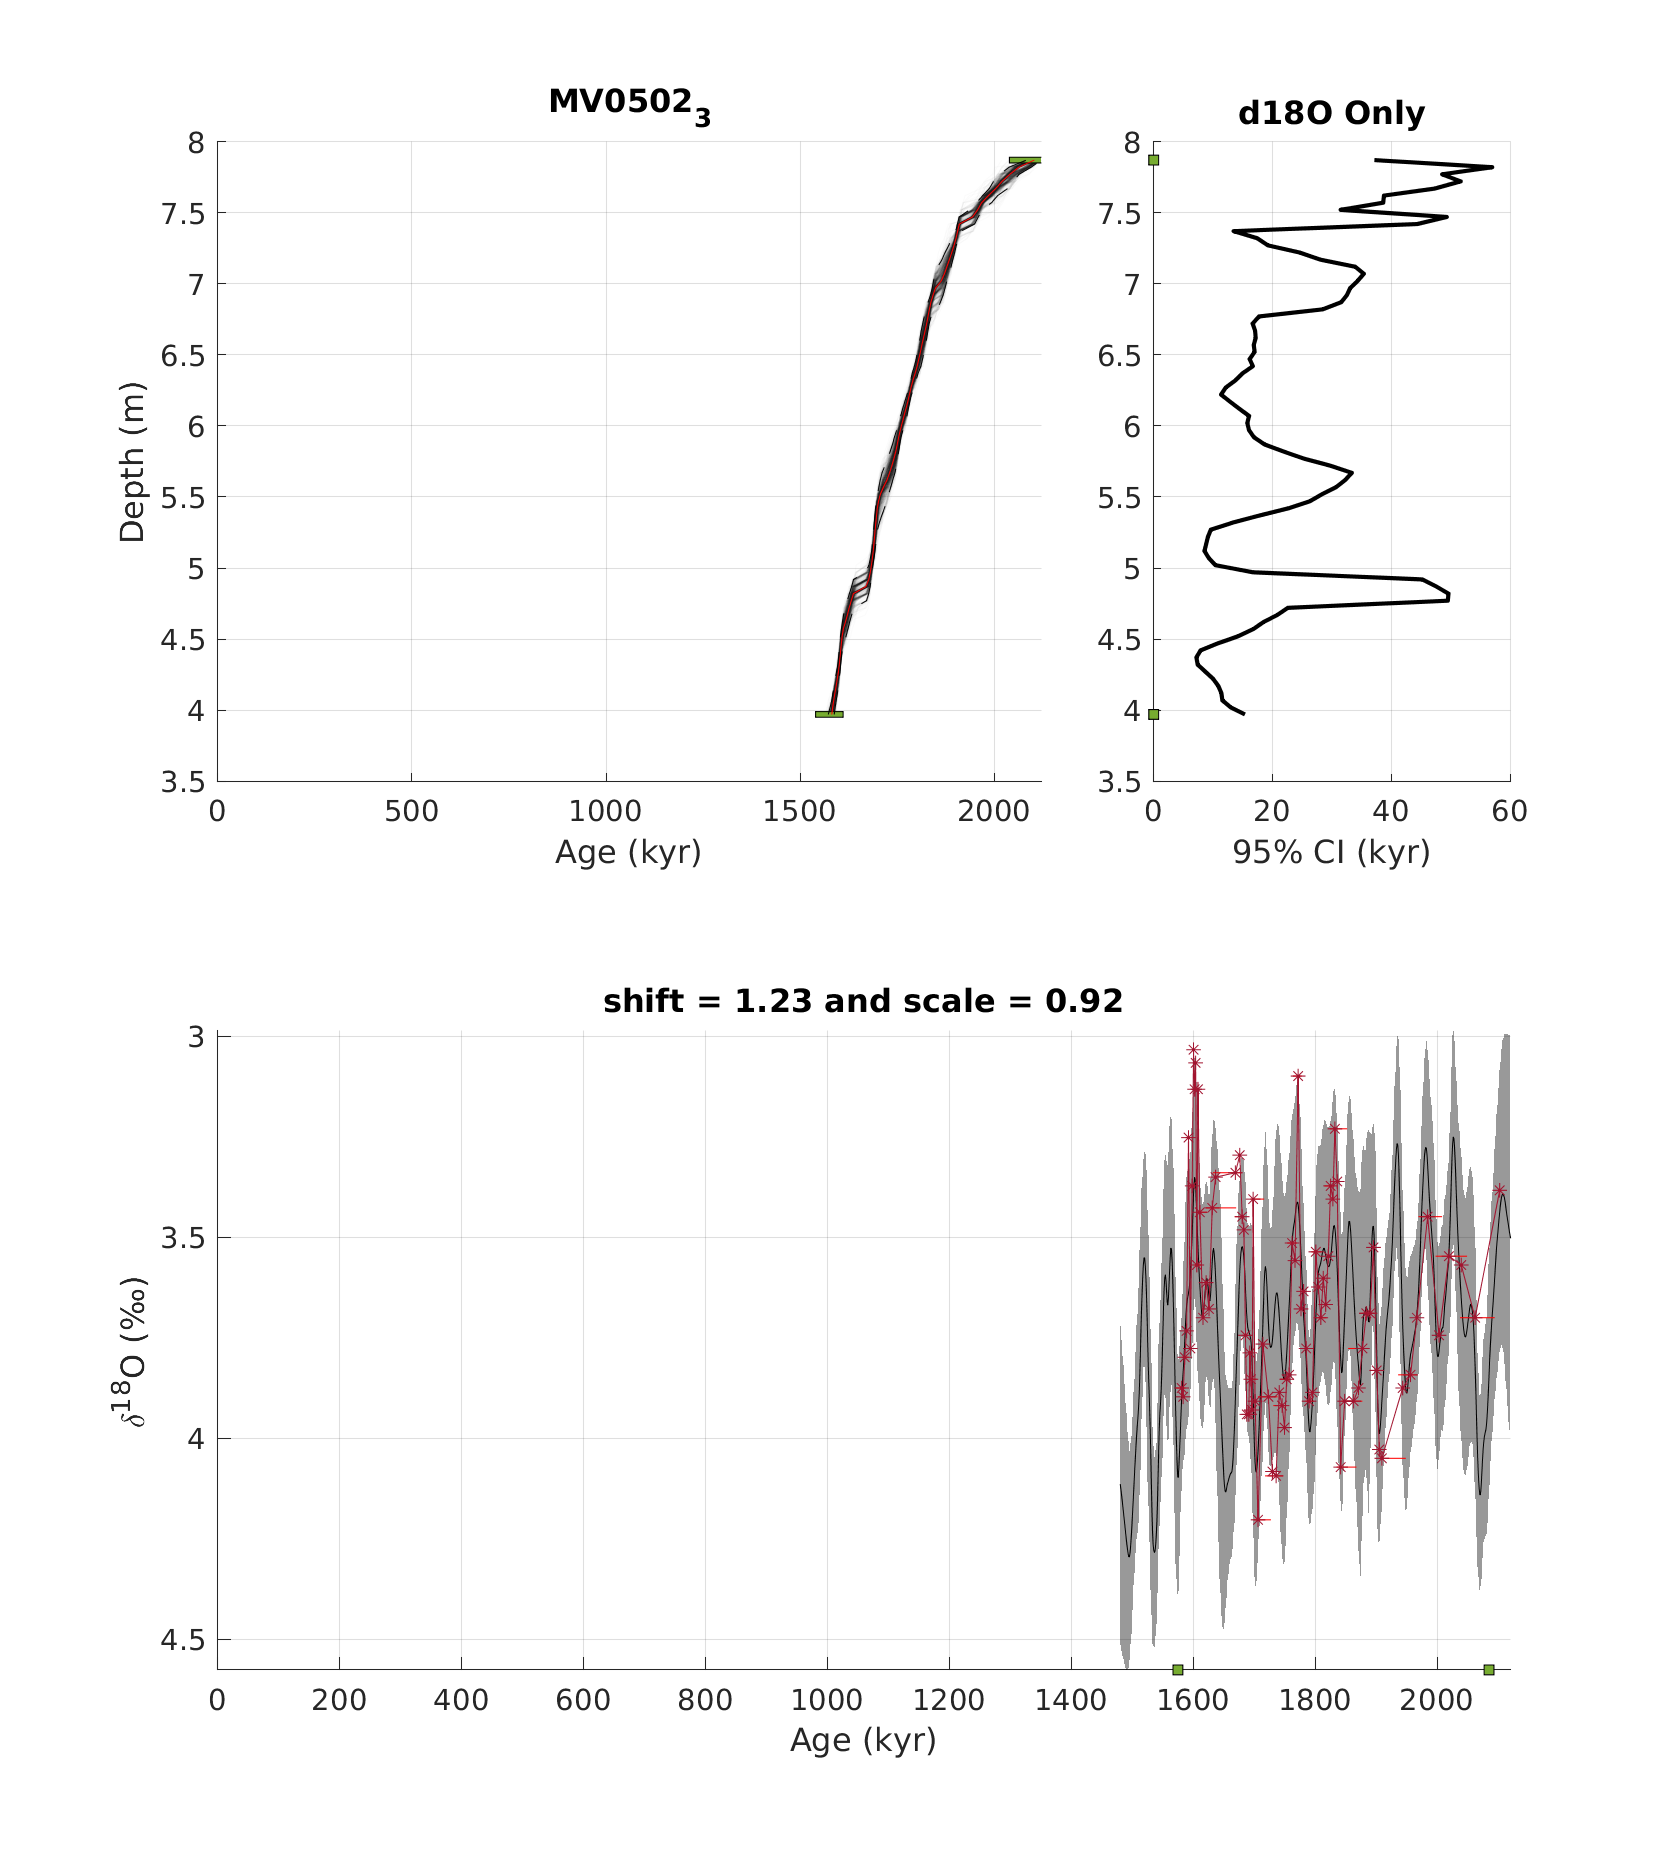 MV0502₃
8
7.5
7
6.5
6
5.5
5
4.5
4
3.5
Depth (m)
0 500 1000 1500 2000
Age (kyr)
d18O Only
8
7.5
7
6.5
6
5.5
5
4.5
4
3.5
0 20 40 60
95% CI (kyr)
shift = 1.23 and scale = 0.92
3
3.5
4
4.5
δ¹⁸O (‰)
0 200 400 600 800 1000 1200 1400 1600 1800 2000
Age (kyr)